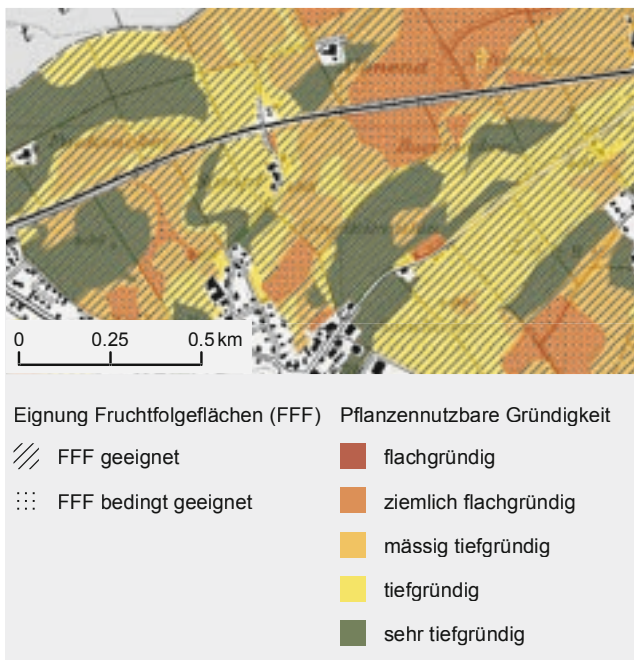 0 0.25 0.5 km
Eignung Fruchtfolgeflächen (FFF)
FFF geeignet
FFF bedingt geeignet
Pflanzennutzbare Gründigkeit
flachgründig
ziemlich flachgründig
mässig tiefgründig
tiefgründig
sehr tiefgründig